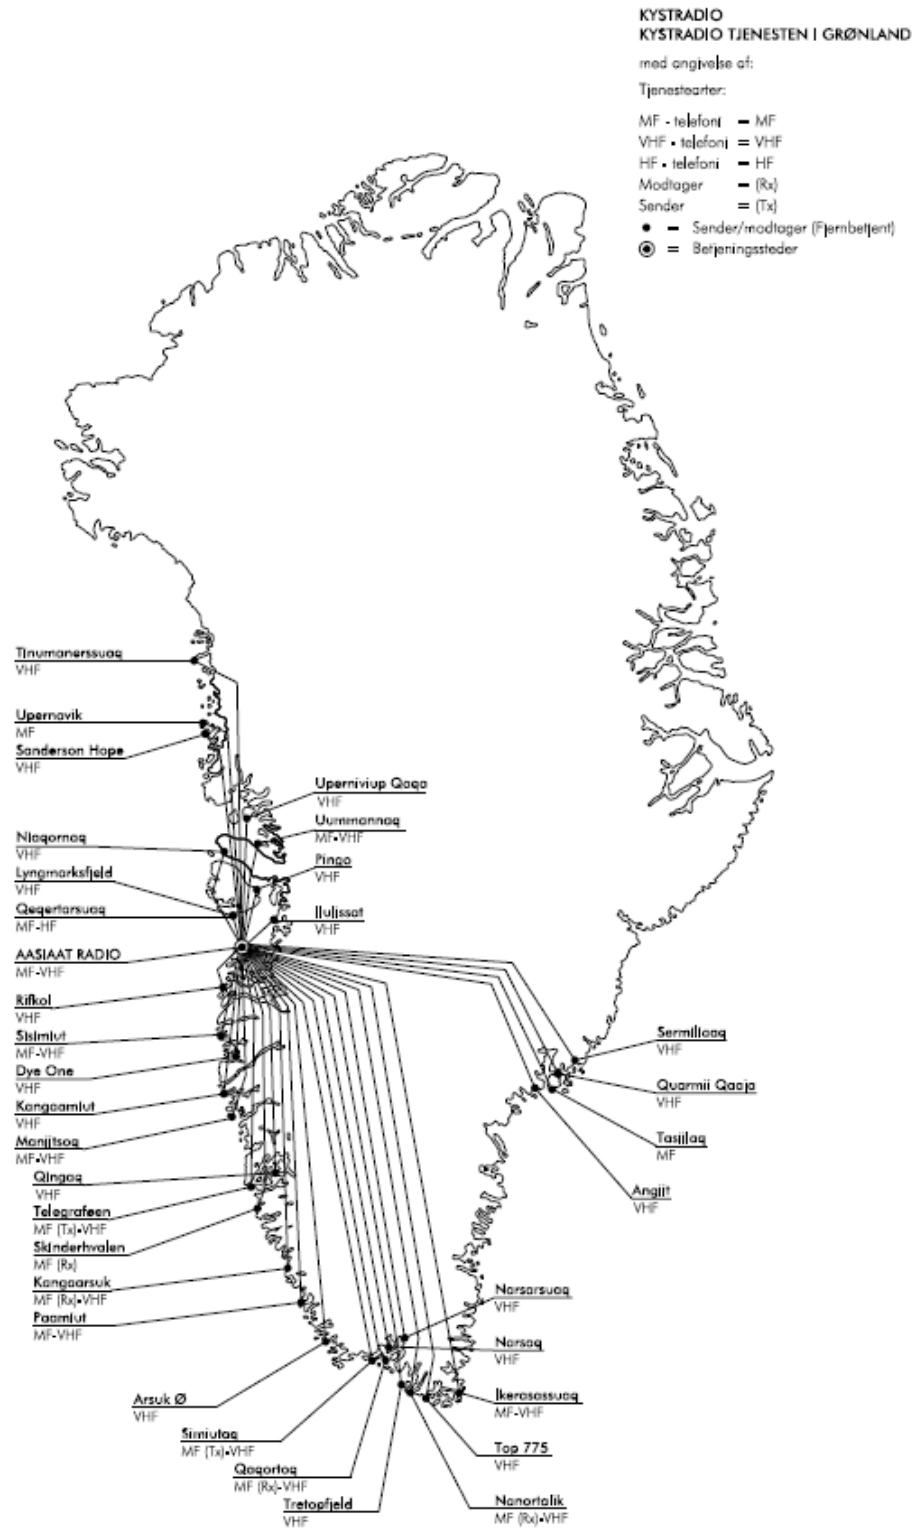 KYSTRADIO
KYSTRADIO TJENESTEN I GRØNLAND
med angivelse af:
Tjenestearter:
MF - telefoni = MF
VHF - telefoni = VHF
HF - telefoni = HF
Modtager = (Rx)
Sender = (Tx)
● = Sender/modtager (Fjernbetjent)
◉ = Betjeningssteder
Tinumanerssuaq
VHF
Upernavik
MF
Sanderson Hope
VHF
Uperniviup Qaqa
VHF
Uummannaq
MF-VHF
Niaqornaq
VHF
Pingo
VHF
Lyngmarksfjeld
VHF
Qeqertarsuaq
MF-HF
Ilulissat
VHF
AASIAAT RADIO
MF-VHF
Rifkol
VHF
Sisimiut
MF-VHF
Dye One
VHF
Kangaamiut
VHF
Maniitsoq
MF-VHF
Qingaq
VHF
Telegraføen
MF (Tx)-VHF
Skinderhvalen
MF (Rx)
Kangaarsuk
MF (Rx)-VHF
Paamiut
MF-VHF
Sermilioaq
VHF
Quarmii Qaaja
VHF
Tasiilaq
MF
Angiit
VHF
Narsarsuaq
VHF
Narsaq
VHF
Ikerasassuaq
MF-VHF
Arsuk Ø
VHF
Simiutaq
MF (Tx)-VHF
Top 775
VHF
Qaqortoq
MF (Rx)-VHF
Tretopfjeld
VHF
Nanortalik
MF (Rx)-VHF